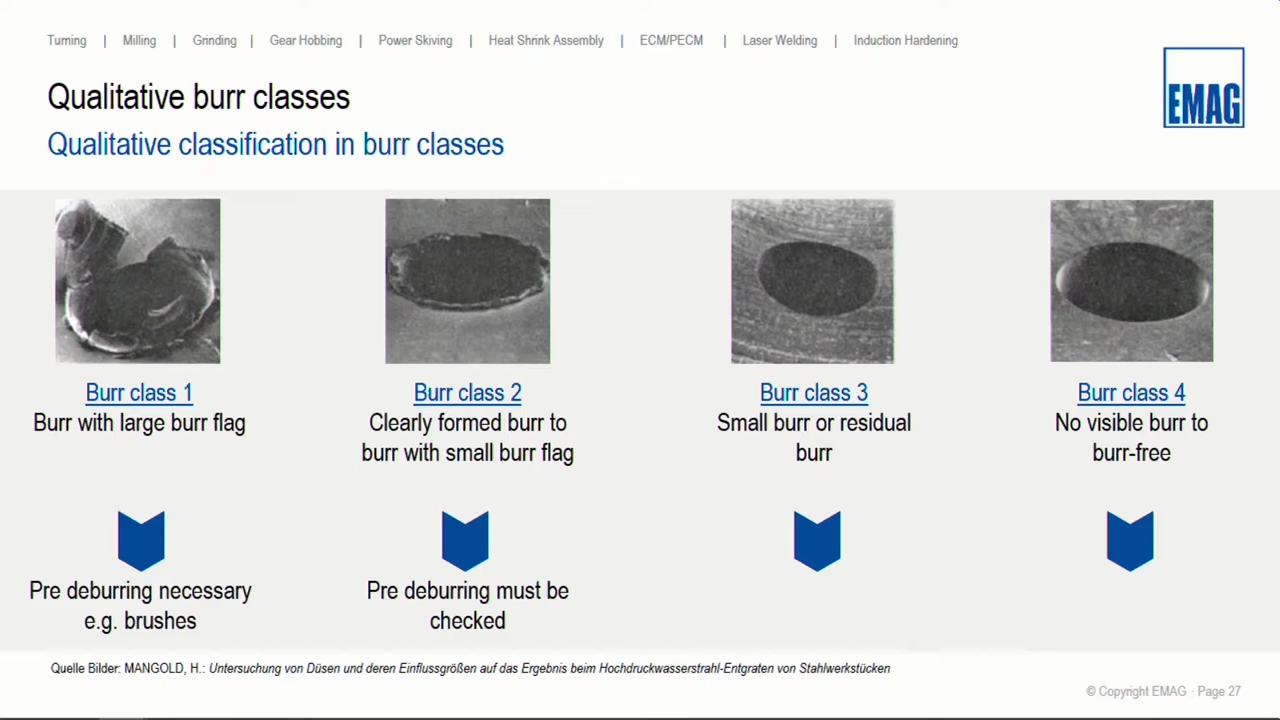 Turning | Milling | Grinding | Gear Hobbing | Power Skiving | Heat Shrink Assembly | ECM/PECM | Laser Welding | Induction Hardening
EMAG
Qualitative burr classes
Qualitative classification in burr classes
Burr class 1
Burr with large burr flag
Pre deburring necessary
e.g. brushes
Burr class 2
Clearly formed burr to
burr with small burr flag
Pre deburring must be
checked
Burr class 3
Small burr or residual
burr
Burr class 4
No visible burr to
burr-free
Quelle Bilder: MANGOLD, H.: Untersuchung von Düsen und deren Einflussgrößen auf das Ergebnis beim Hochdruckwasserstrahl-Entgraten von Stahlwerkstücken
© Copyright EMAG · Page 27